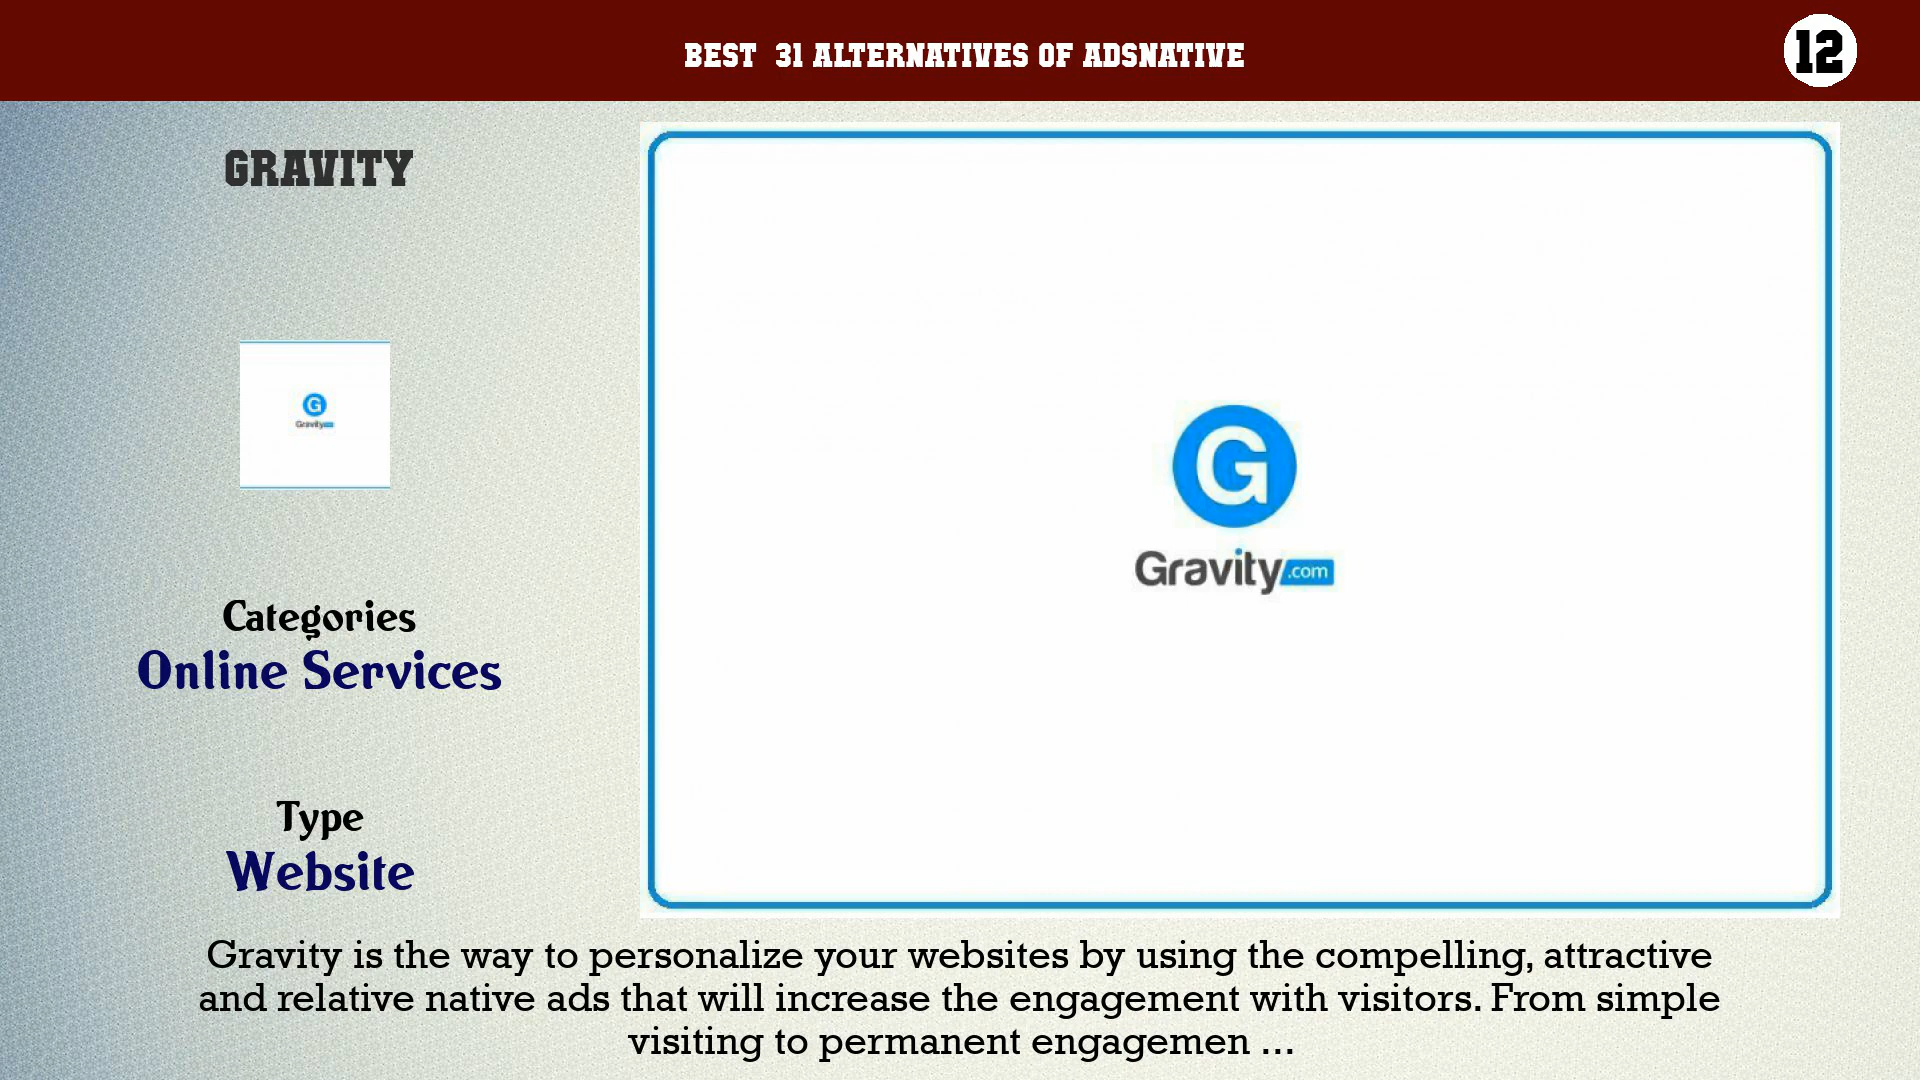 BEST 31 ALTERNATIVES OF ADSNATIVE
12
GRAVITY
G
Gravity.com
Categories
Online Services
Type
Website
G
Gravity.com
Gravity is the way to personalize your websites by using the compelling, attractive
and relative native ads that will increase the engagement with visitors. From simple
visiting to permanent engagemen ...